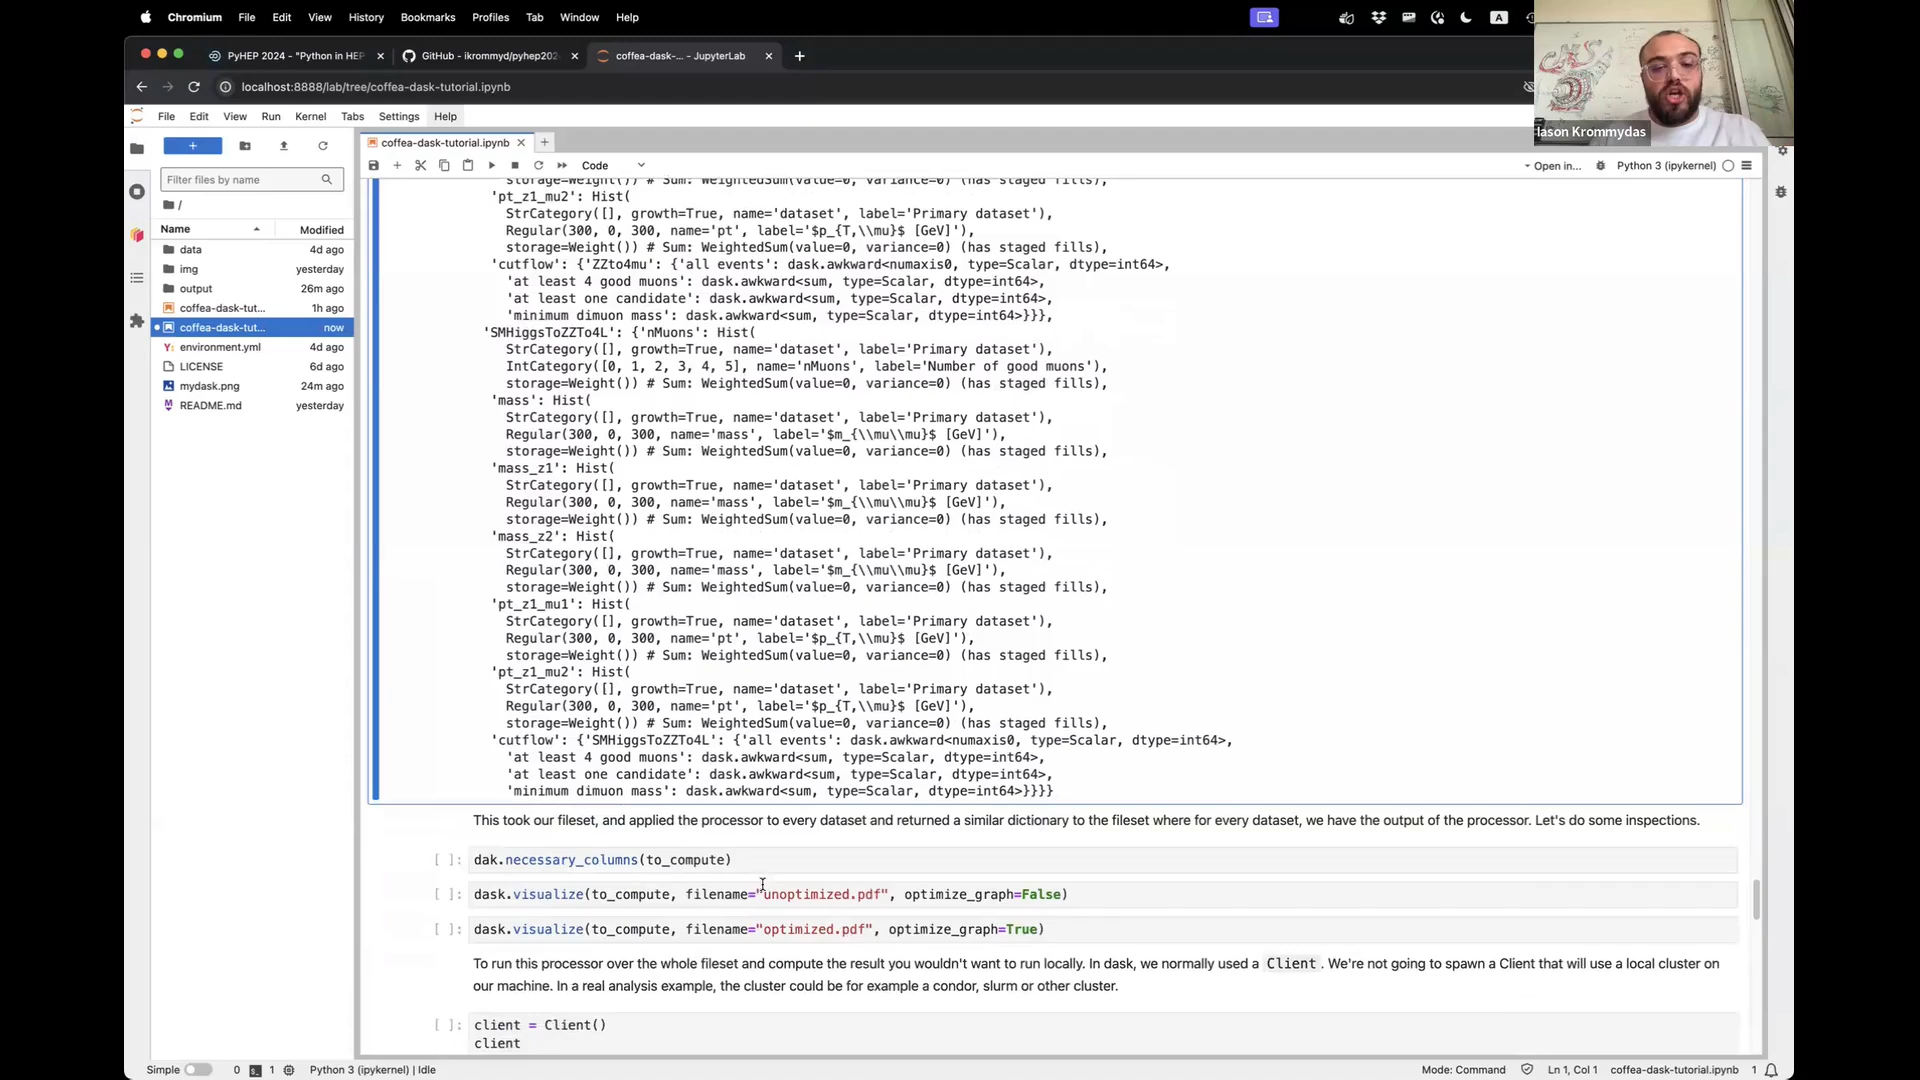 Chromium File Edit View History Bookmarks Profiles Tab Window Help A
PyHEP 2024 - "Python in HEP GitHub - ikrommyd/pyhep202 coffea-dask-... - JupyterLab
localhost:8888/lab/tree/coffea-dask-tutorial.ipynb
CMS
Iason Krommydas
File Edit View Run Kernel Tabs Settings Help
coffea-dask-tutorial.ipynb
Code Open in... Python 3 (ipykernel)
Filter files by name
/
Name Modified
data 4d ago
img yesterday
output 26m ago
coffea-dask-tut... 1h ago
coffea-dask-tut... now
environment.yml 4d ago
LICENSE 6d ago
mydask.png 24m ago
README.md yesterday
storage=Weight()) # Sum: WeightedSum(value=0, variance=0) (has staged fills),
'pt_z1_mu2': Hist(
StrCategory([], growth=True, name='dataset', label='Primary dataset'),
Regular(300, 0, 300, name='pt', label='$p_{T,\\mu}$ [GeV]'),
storage=Weight()) # Sum: WeightedSum(value=0, variance=0) (has staged fills),
'cutflow': {'ZZto4mu': {'all events': dask.awkward<numaxis0, type=Scalar, dtype=int64>,
'at least 4 good muons': dask.awkward<sum, type=Scalar, dtype=int64>,
'at least one candidate': dask.awkward<sum, type=Scalar, dtype=int64>,
'minimum dimuon mass': dask.awkward<sum, type=Scalar, dtype=int64>}}},
'SMHiggsToZZTo4L': {'nMuons': Hist(
StrCategory([], growth=True, name='dataset', label='Primary dataset'),
IntCategory([0, 1, 2, 3, 4, 5], name='nMuons', label='Number of good muons'),
storage=Weight()) # Sum: WeightedSum(value=0, variance=0) (has staged fills),
'mass': Hist(
StrCategory([], growth=True, name='dataset', label='Primary dataset'),
Regular(300, 0, 300, name='mass', label='$m_{\\mu\\mu}$ [GeV]'),
storage=Weight()) # Sum: WeightedSum(value=0, variance=0) (has staged fills),
'mass_z1': Hist(
StrCategory([], growth=True, name='dataset', label='Primary dataset'),
Regular(300, 0, 300, name='mass', label='$m_{\\mu\\mu}$ [GeV]'),
storage=Weight()) # Sum: WeightedSum(value=0, variance=0) (has staged fills),
'mass_z2': Hist(
StrCategory([], growth=True, name='dataset', label='Primary dataset'),
Regular(300, 0, 300, name='mass', label='$m_{\\mu\\mu}$ [GeV]'),
storage=Weight()) # Sum: WeightedSum(value=0, variance=0) (has staged fills),
'pt_z1_mu1': Hist(
StrCategory([], growth=True, name='dataset', label='Primary dataset'),
Regular(300, 0, 300, name='pt', label='$p_{T,\\mu}$ [GeV]'),
storage=Weight()) # Sum: WeightedSum(value=0, variance=0) (has staged fills),
'pt_z1_mu2': Hist(
StrCategory([], growth=True, name='dataset', label='Primary dataset'),
Regular(300, 0, 300, name='pt', label='$p_{T,\\mu}$ [GeV]'),
storage=Weight()) # Sum: WeightedSum(value=0, variance=0) (has staged fills),
'cutflow': {'SMHiggsToZZTo4L': {'all events': dask.awkward<numaxis0, type=Scalar, dtype=int64>,
'at least 4 good muons': dask.awkward<sum, type=Scalar, dtype=int64>,
'at least one candidate': dask.awkward<sum, type=Scalar, dtype=int64>,
'minimum dimuon mass': dask.awkward<sum, type=Scalar, dtype=int64>}}}}
This took our fileset, and applied the processor to every dataset and returned a similar dictionary to the fileset where for every dataset, we have the output of the processor. Let's do some inspections.
[ ]: dak.necessary_columns(to_compute)
[ ]: dask.visualize(to_compute, filename="unoptimized.pdf", optimize_graph=False)
[ ]: dask.visualize(to_compute, filename="optimized.pdf", optimize_graph=True)
To run this processor over the whole fileset and compute the result you wouldn't want to run locally. In dask, we normally used a Client. We're not going to spawn a Client that will use a local cluster on
our machine. In a real analysis example, the cluster could be for example a condor, slurm or other cluster.
[ ]: client = Client()
client
Simple 0 1 Python 3 (ipykernel) | Idle Mode: Command Ln 1, Col 1 coffea-dask-tutorial.ipynb 1